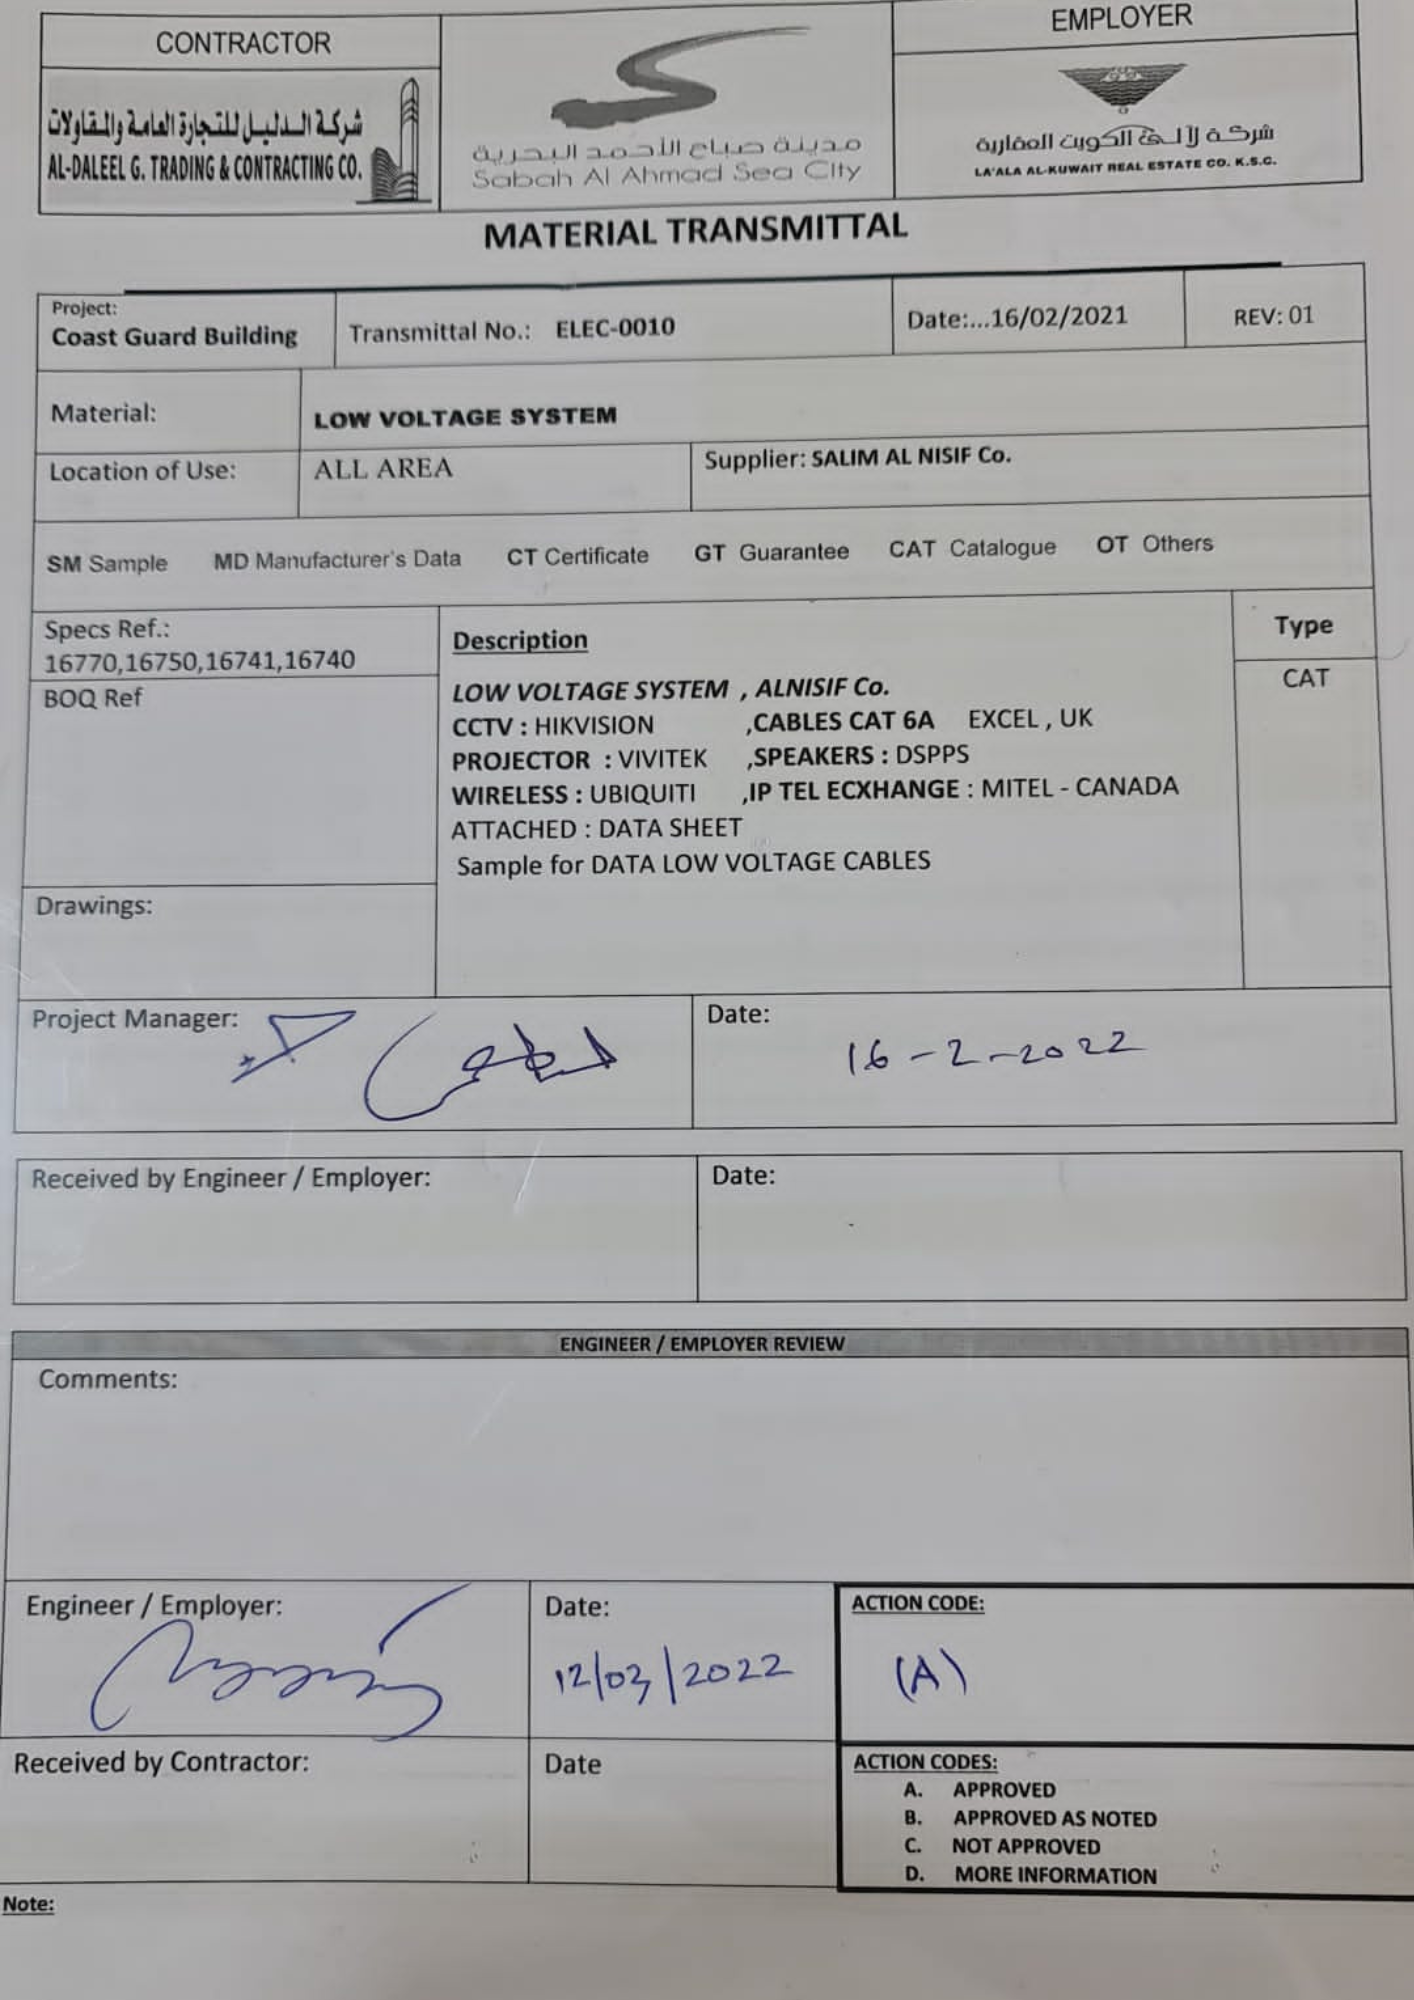 CONTRACTOR
شركة الدليل للتجارة العامة والمقاولات
AL-DALEEL G. TRADING & CONTRACTING CO.
مدينة صباح الأحمد البحرية
Sabah Al Ahmad Sea City
EMPLOYER
شركة لآلئ الكويت العقارية
LA'ALA AL-KUWAIT REAL ESTATE CO. K.S.C.
MATERIAL TRANSMITTAL
Project:
Coast Guard Building
Transmittal No.: ELEC-0010
Date:...16/02/2021
REV: 01
Material:
LOW VOLTAGE SYSTEM
Location of Use:
ALL AREA
Supplier: SALIM AL NISIF Co.
SM Sample MD Manufacturer's Data CT Certificate GT Guarantee CAT Catalogue OT Others
Specs Ref.:
16770,16750,16741,16740
BOQ Ref
Drawings:
Description
LOW VOLTAGE SYSTEM , ALNISIF Co.
CCTV : HIKVISION ,CABLES CAT 6A EXCEL , UK
PROJECTOR : VIVITEK ,SPEAKERS : DSPPS
WIRELESS : UBIQUITI ,IP TEL ECXHANGE : MITEL - CANADA
ATTACHED : DATA SHEET
Sample for DATA LOW VOLTAGE CABLES
Type
CAT
Project Manager:
Date:
16-2-2022
Received by Engineer / Employer:
Date:
ENGINEER / EMPLOYER REVIEW
Comments:
Engineer / Employer:
Date:
12/03/2022
ACTION CODE:
(A)
Received by Contractor:
Date
ACTION CODES:
A. APPROVED
B. APPROVED AS NOTED
C. NOT APPROVED
D. MORE INFORMATION
Note: